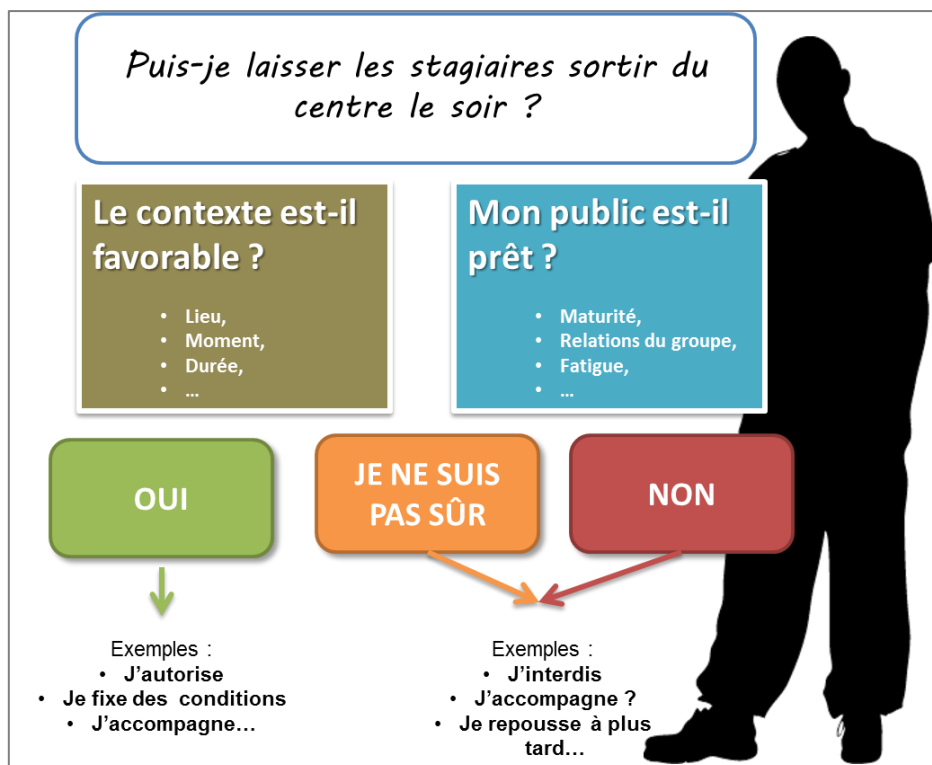 Puis-je laisser les stagiaires sortir du
centre le soir ?
Le contexte est-il
favorable ?
• Lieu,
• Moment,
• Durée,
• …
Mon public est-il
prêt ?
• Maturité,
• Relations du groupe,
• Fatigue,
• …
OUI
JE NE SUIS
PAS SÛR
NON
Exemples :
• J’autorise
• Je fixe des conditions
• J’accompagne…
Exemples :
• J’interdis
• J’accompagne ?
• Je repousse à plus
tard…